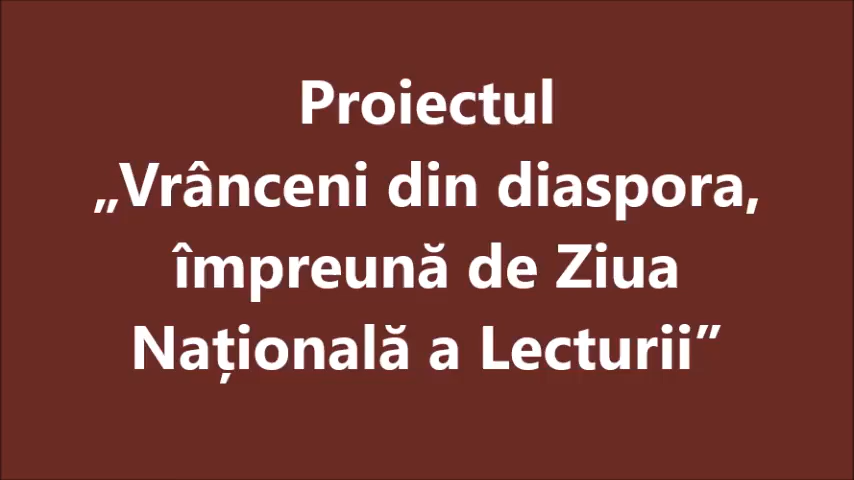 Proiectul
„Vrânceni din diaspora,
împreună de Ziua
Națională a Lecturii”